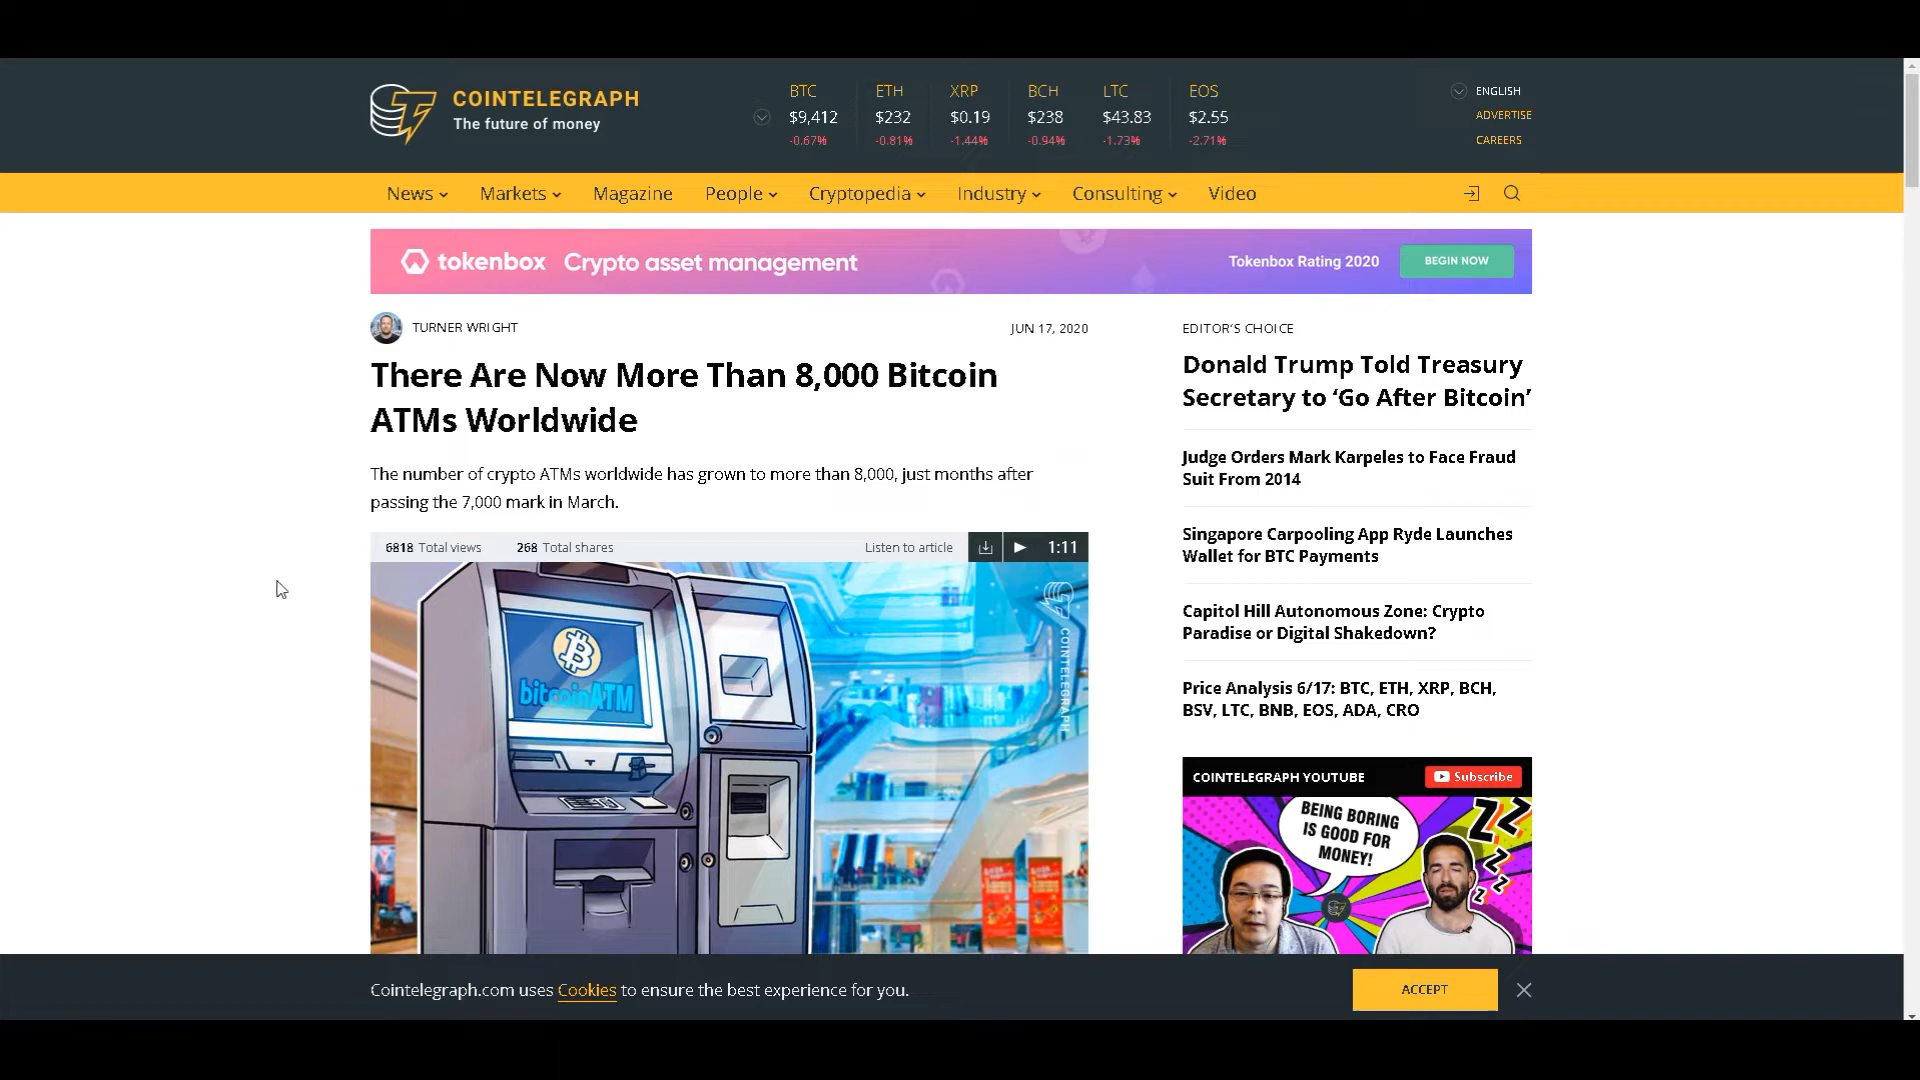 COINTELEGRAPH
The future of money
BTC ETH XRP BCH LTC EOS
$9,412 $232 $0.19 $238 $43.83 $2.55
-0.67% -0.81% -1.44% -0.94% -1.73% -2.71%
ENGLISH
ADVERTISE
CAREERS
News Markets Magazine People Cryptopedia Industry Consulting Video
tokenbox Crypto asset management Tokenbox Rating 2020 BEGIN NOW
TURNER WRIGHT JUN 17, 2020
There Are Now More Than 8,000 Bitcoin
ATMs Worldwide
The number of crypto ATMs worldwide has grown to more than 8,000, just months after
passing the 7,000 mark in March.
6818 Total views 268 Total shares Listen to article 1:11
bitcoinATM
COINTELEGRAPH
EDITOR'S CHOICE
Donald Trump Told Treasury
Secretary to ‘Go After Bitcoin’
Judge Orders Mark Karpeles to Face Fraud
Suit From 2014
Singapore Carpooling App Ryde Launches
Wallet for BTC Payments
Capitol Hill Autonomous Zone: Crypto
Paradise or Digital Shakedown?
Price Analysis 6/17: BTC, ETH, XRP, BCH,
BSV, LTC, BNB, EOS, ADA, CRO
COINTELEGRAPH YOUTUBE Subscribe
BEING BORING
IS GOOD FOR
MONEY!
ZZ
ZZZ
Cointelegraph.com uses Cookies to ensure the best experience for you.
ACCEPT